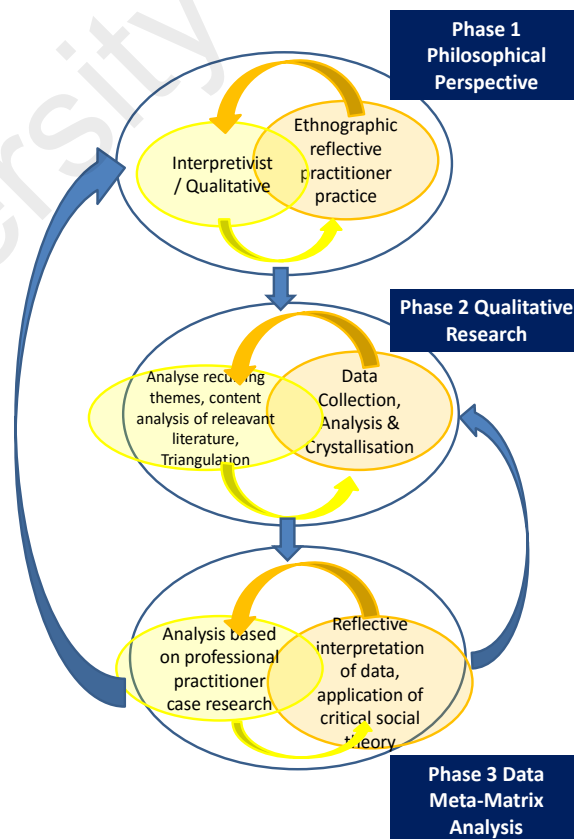 Phase 1
Philosophical
Perspective
Interpretivist
/ Qualitative
Ethnographic
reflective
practitioner
practice
Phase 2 Qualitative
Research
Analyse recurring
themes, content
analysis of releavant
literature,
Triangulation
Data
Collection,
Analysis &
Crystallisation
Analysis based
on professional
practitioner
case research
Reflective
interpretation
of data,
application of
critical social
theory
Phase 3 Data
Meta-Matrix
Analysis
ersity